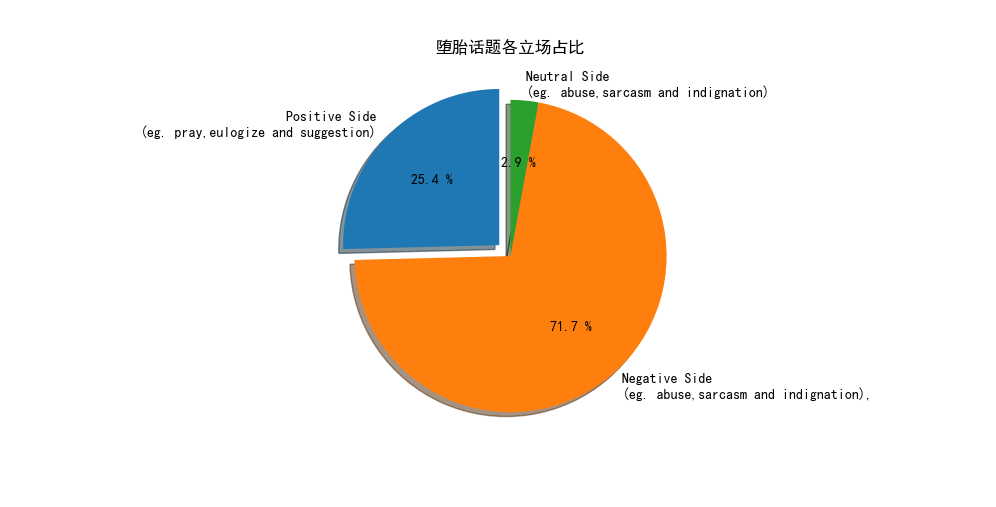 堕胎话题各立场占比
Neutral Side
(eg. abuse,sarcasm and indignation)
Positive Side
(eg. pray,eulogize and suggestion)
2.9 %
25.4 %
71.7 %
Negative Side
(eg. abuse,sarcasm and indignation),